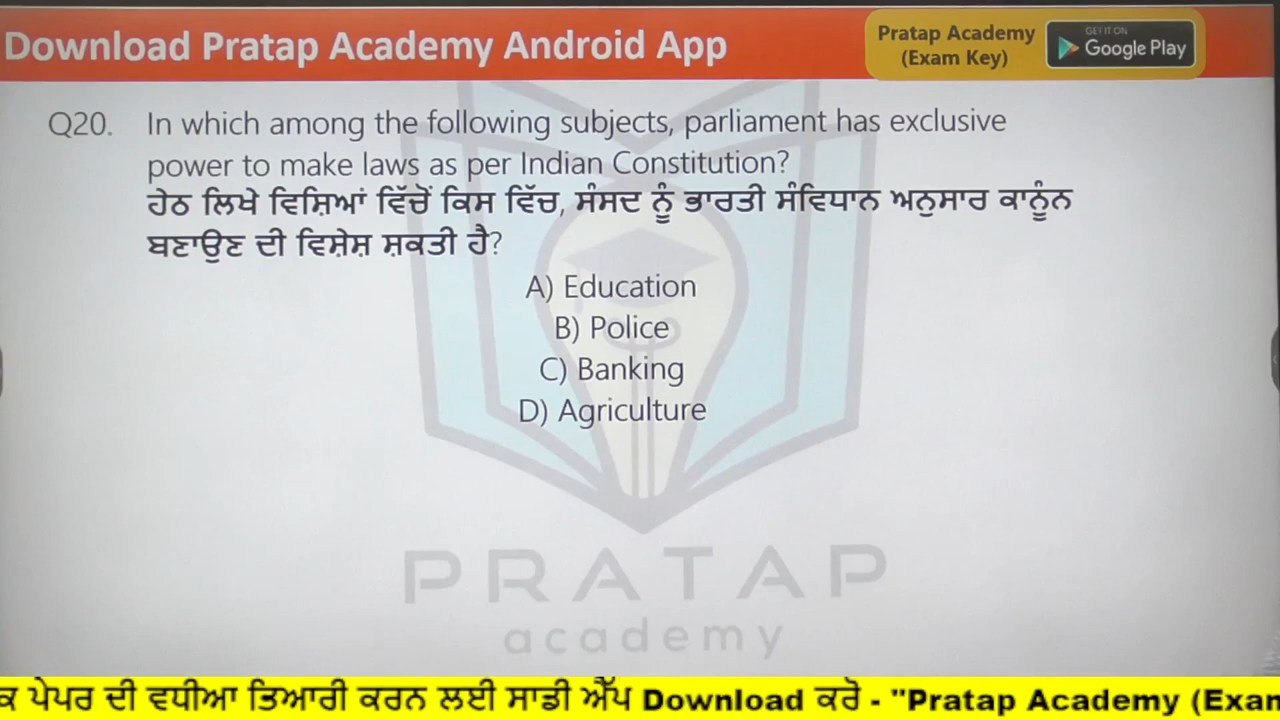 Download Pratap Academy Android App
Pratap Academy
(Exam Key)
GET IT ON
Google Play
Q20. In which among the following subjects, parliament has exclusive
power to make laws as per Indian Constitution?
ਹੇਠ ਲਿਖੇ ਵਿਸ਼ਿਆਂ ਵਿੱਚੋਂ ਕਿਸ ਵਿੱਚ, ਸੰਸਦ ਨੂੰ ਭਾਰਤੀ ਸੰਵਿਧਾਨ ਅਨੁਸਾਰ ਕਾਨੂੰਨ
ਬਣਾਉਣ ਦੀ ਵਿਸ਼ੇਸ਼ ਸ਼ਕਤੀ ਹੈ?
A) Education
B) Police
C) Banking
D) Agriculture
PRATAP
academy
ਕ ਪੇਪਰ ਦੀ ਵਧੀਆ ਤਿਆਰੀ ਕਰਨ ਲਈ ਸਾਡੀ ਐੱਪ Download ਕਰੋ - "Pratap Academy (Exam